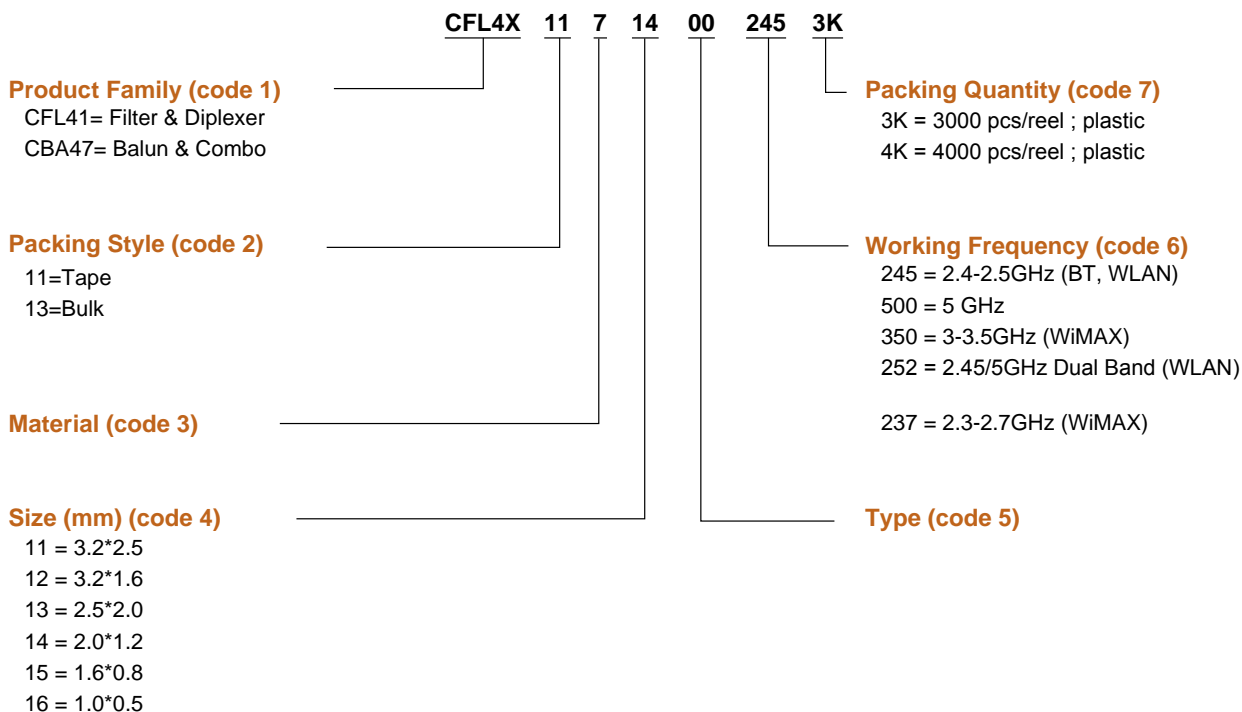 CFL4X 11 7 14 00 245 3K
Product Family (code 1)
CFL41= Filter & Diplexer
CBA47= Balun & Combo
Packing Style (code 2)
11=Tape
13=Bulk
Material (code 3)
Size (mm) (code 4)
11 = 3.2*2.5
12 = 3.2*1.6
13 = 2.5*2.0
14 = 2.0*1.2
15 = 1.6*0.8
16 = 1.0*0.5
Packing Quantity (code 7)
3K = 3000 pcs/reel ; plastic
4K = 4000 pcs/reel ; plastic
Working Frequency (code 6)
245 = 2.4-2.5GHz (BT, WLAN)
500 = 5 GHz
350 = 3-3.5GHz (WiMAX)
252 = 2.45/5GHz Dual Band (WLAN)
237 = 2.3-2.7GHz (WiMAX)
Type (code 5)